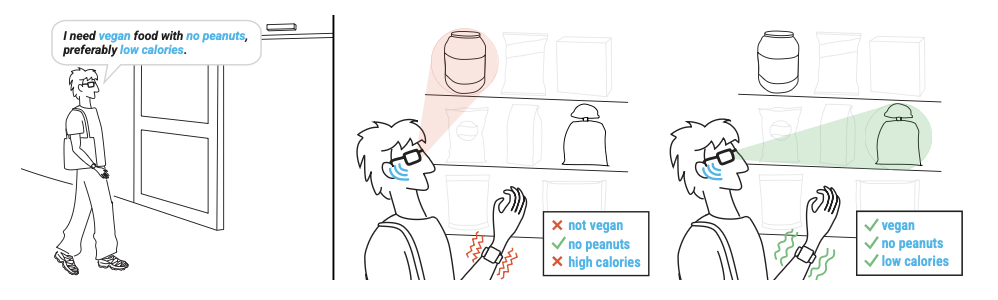 I need vegan food with no peanuts,
preferably low calories.
not vegan
no peanuts
high calories
vegan
no peanuts
low calories